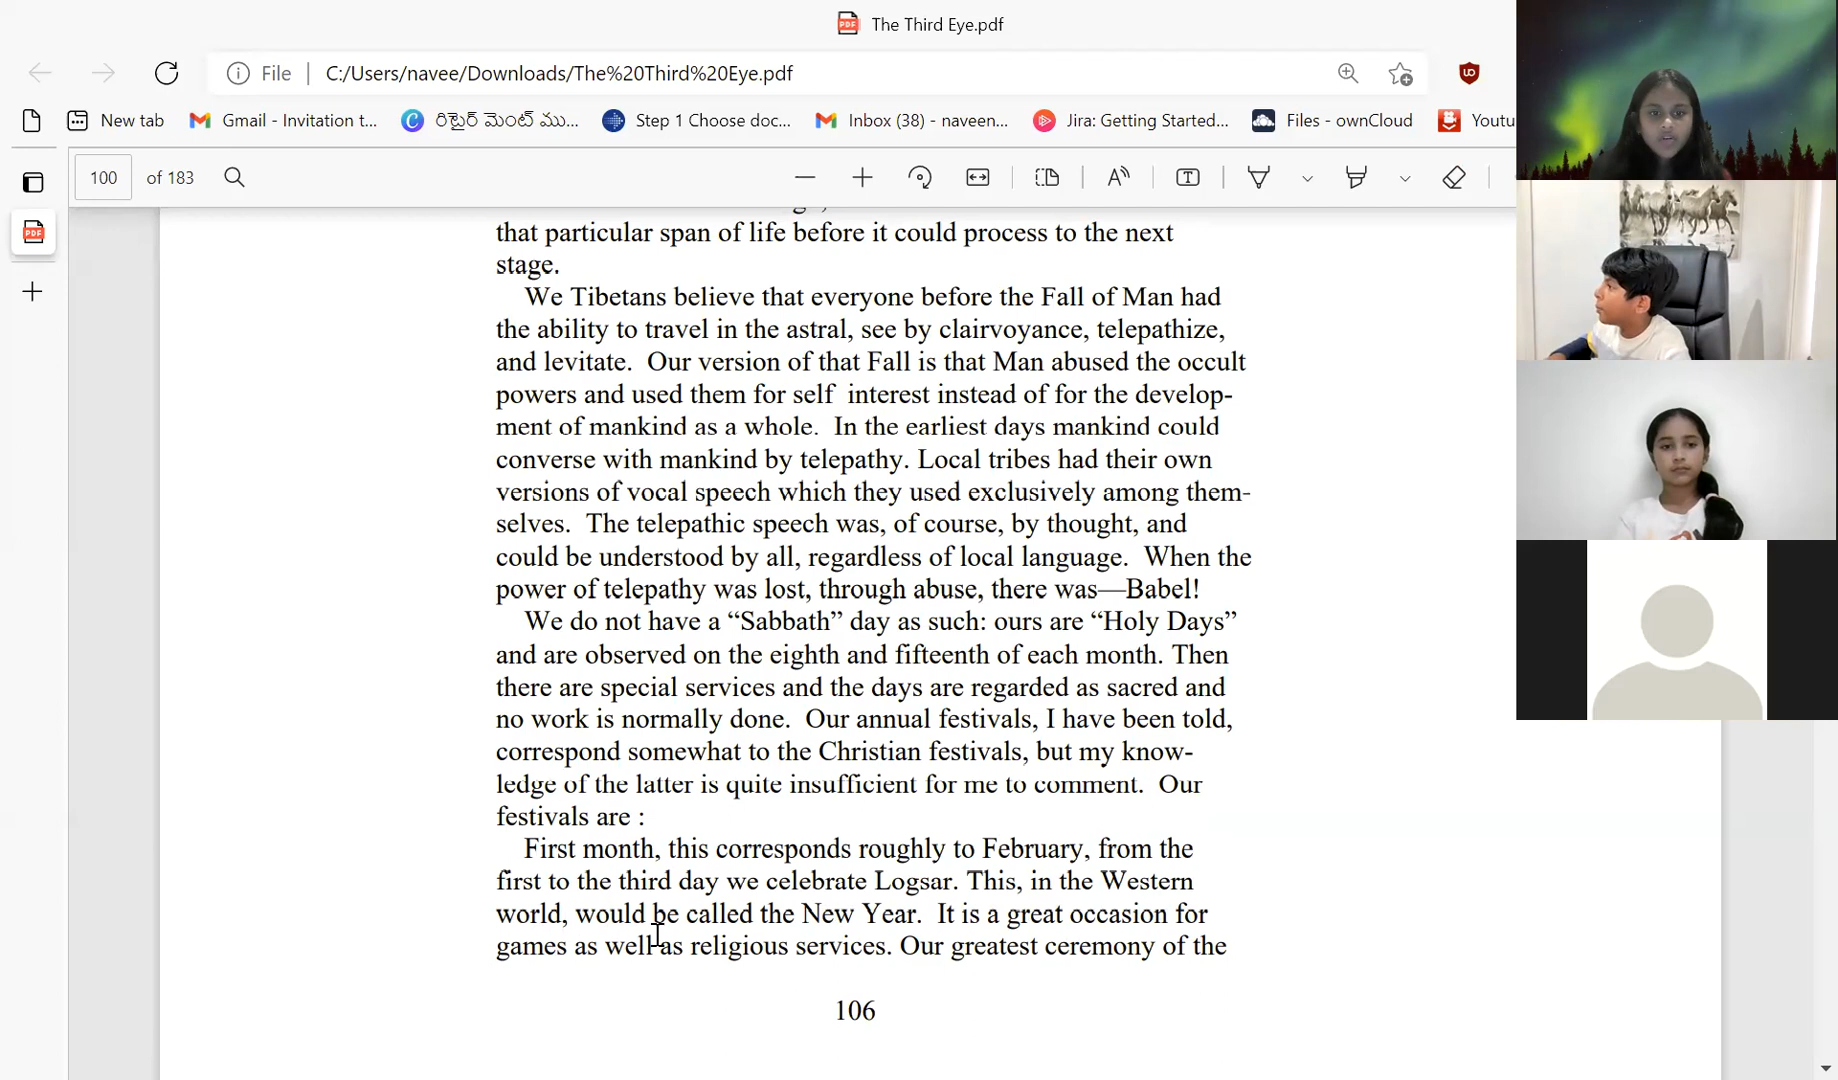 The Third Eye.pdf
File
C:/Users/navee/Downloads/The%20Third%20Eye.pdf
New tab
Gmail - Invitation t...
రిటైర్ మెంట్ ము...
Step 1 Choose doc...
Inbox (38) - naveen...
Jira: Getting Started...
Files - ownCloud
Youtu
100 of 183
that particular span of life before it could process to the next
stage.
We Tibetans believe that everyone before the Fall of Man had
the ability to travel in the astral, see by clairvoyance, telepathize,
and levitate. Our version of that Fall is that Man abused the occult
powers and used them for self interest instead of for the develop-
ment of mankind as a whole. In the earliest days mankind could
converse with mankind by telepathy. Local tribes had their own
versions of vocal speech which they used exclusively among them-
selves. The telepathic speech was, of course, by thought, and
could be understood by all, regardless of local language. When the
power of telepathy was lost, through abuse, there was—Babel!
We do not have a “Sabbath” day as such: ours are “Holy Days”
and are observed on the eighth and fifteenth of each month. Then
there are special services and the days are regarded as sacred and
no work is normally done. Our annual festivals, I have been told,
correspond somewhat to the Christian festivals, but my know-
ledge of the latter is quite insufficient for me to comment. Our
festivals are :
First month, this corresponds roughly to February, from the
first to the third day we celebrate Logsar. This, in the Western
world, would be called the New Year. It is a great occasion for
games as well as religious services. Our greatest ceremony of the
106